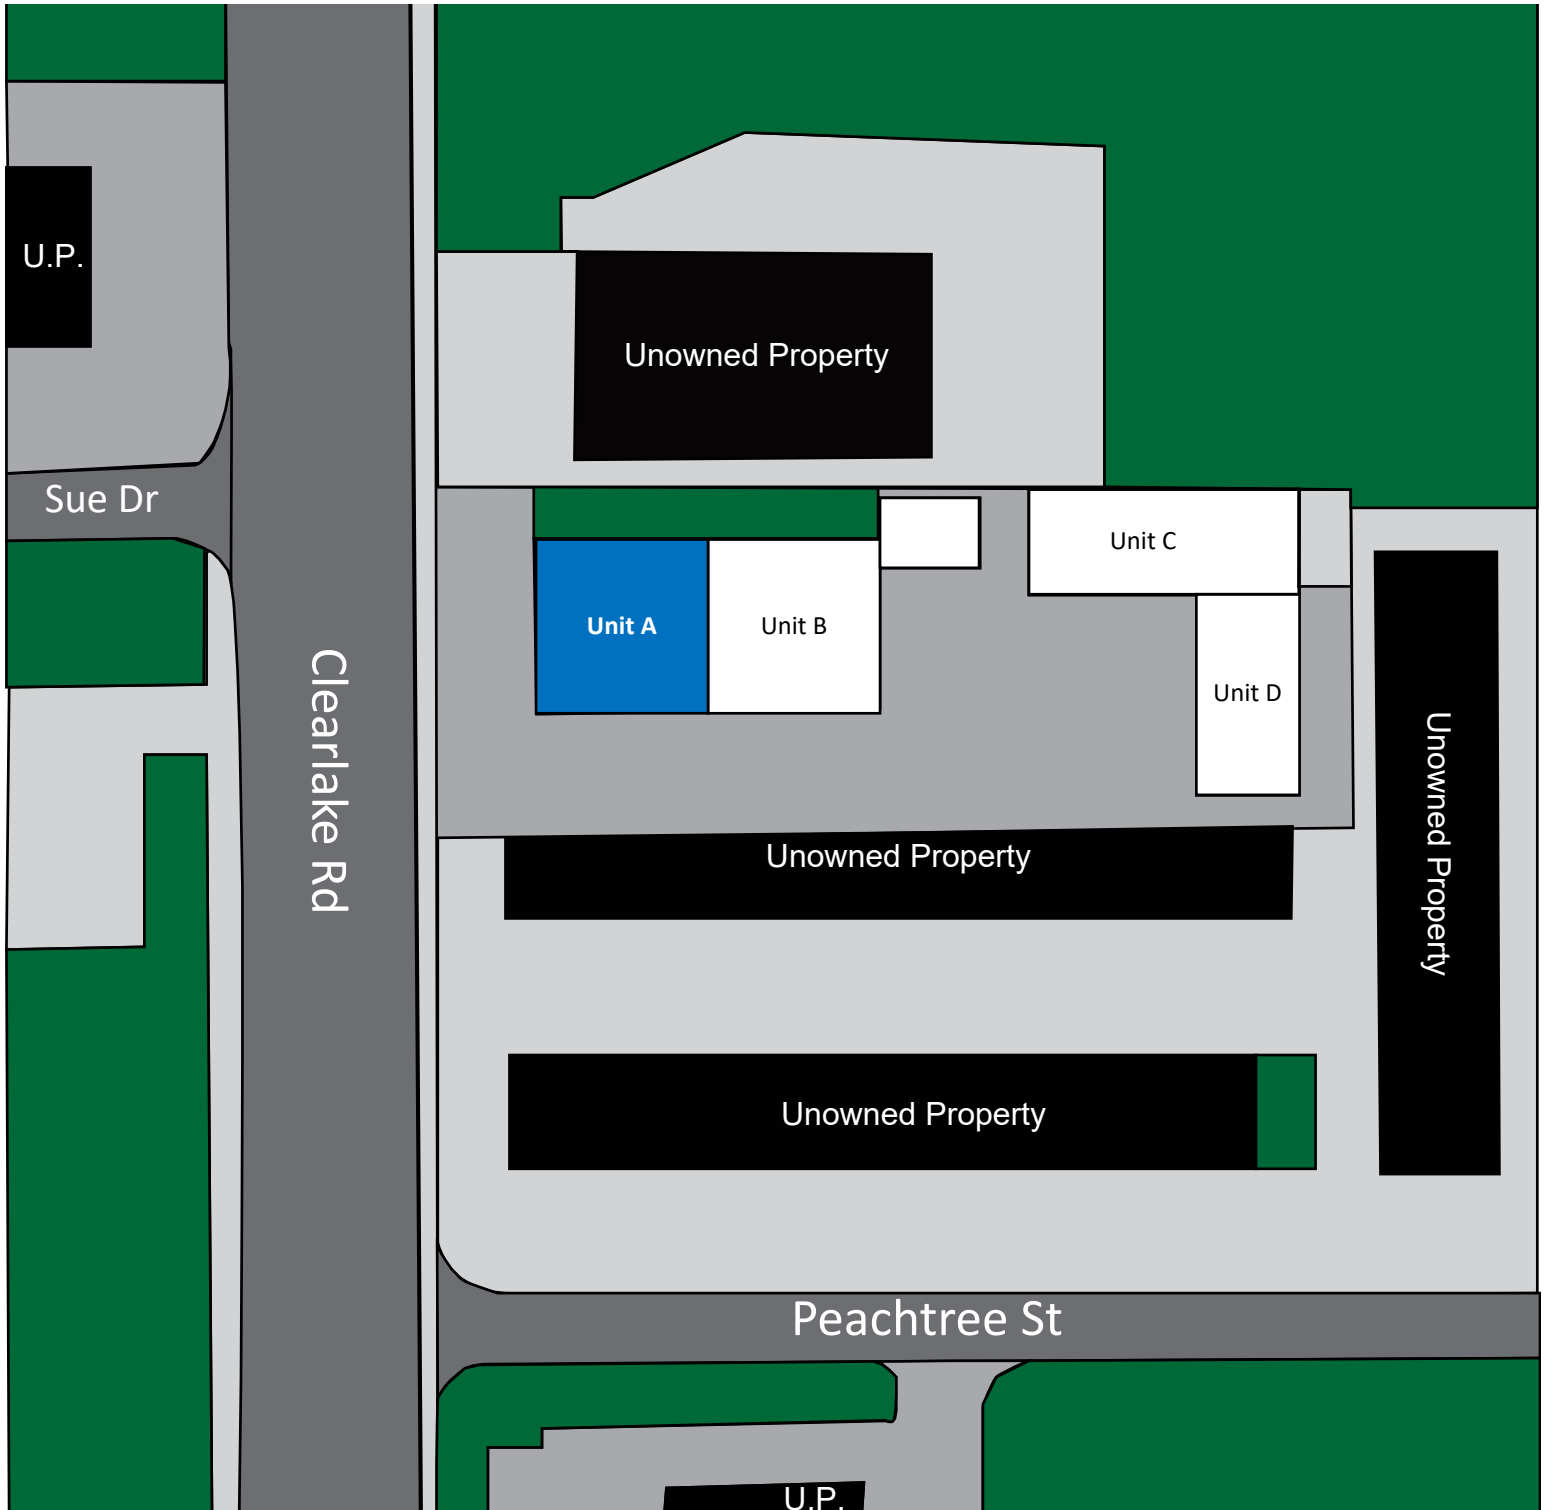 U.P.
Unowned Property
Sue Dr
Unit C
Unit A
Unit B
Clearlake Rd
Unit D
Unowned Property
Unowned Property
Unowned Property
Peachtree St
U.P.